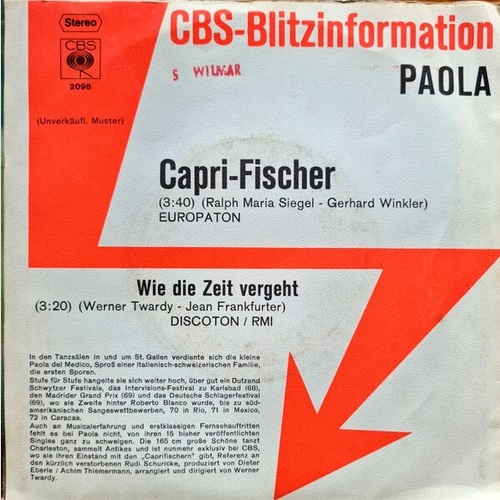 CBS-Blitzinformation
Stereo
CBS
2098
S WILMAR
PAOLA
(Unverkäufl. Muster)
Capri-Fischer
(3:40) (Ralph Maria Siegel - Gerhard Winkler)
EUROPATON
Wie die Zeit vergeht
(3:20) (Werner Twardy - Jean Frankfurter)
DISCOTON / RMI
In den Tanzsälen in und um St. Gallen verdiente sich die kleine
Paola del Medico, Sproß einer italienisch-schweizerischen Familie,
die ersten Sporen.
Stufe für Stufe hangelte sie sich weiter hoch, über gut ein Dutzend
Schwytzer Festivals, das Intervisions-Festival zu Karlsbad (68),
den Madrider Grand Prix (69) und das Deutsche Schlagerfestival
(69), wo sie Zweite hinter Roberto Blanco wurde, bis zu süd-
amerikanischen Sangeswettbewerben, 70 in Rio, 71 in Mexico,
72 in Caracas.
Auch an Musicalerfahrung und erstklassigen Fernsehauftritten
fehlt es bei Paola nicht, von ihren 15 bisher veröffentlichten
Singles ganz zu schweigen. Die 165 cm große Schöne tanzt
Charleston, sammelt Antikes und ist nunmehr exklusiv bei CBS,
wo sie ihren Einstand mit den „Caprifischern" gibt, Referenz an
den kürzlich verstorbenen Rudi Schuricke, produziert von Dieter
Eberle / Achim Thiemermann, arrangiert und dirigiert von Werner
Twardy.